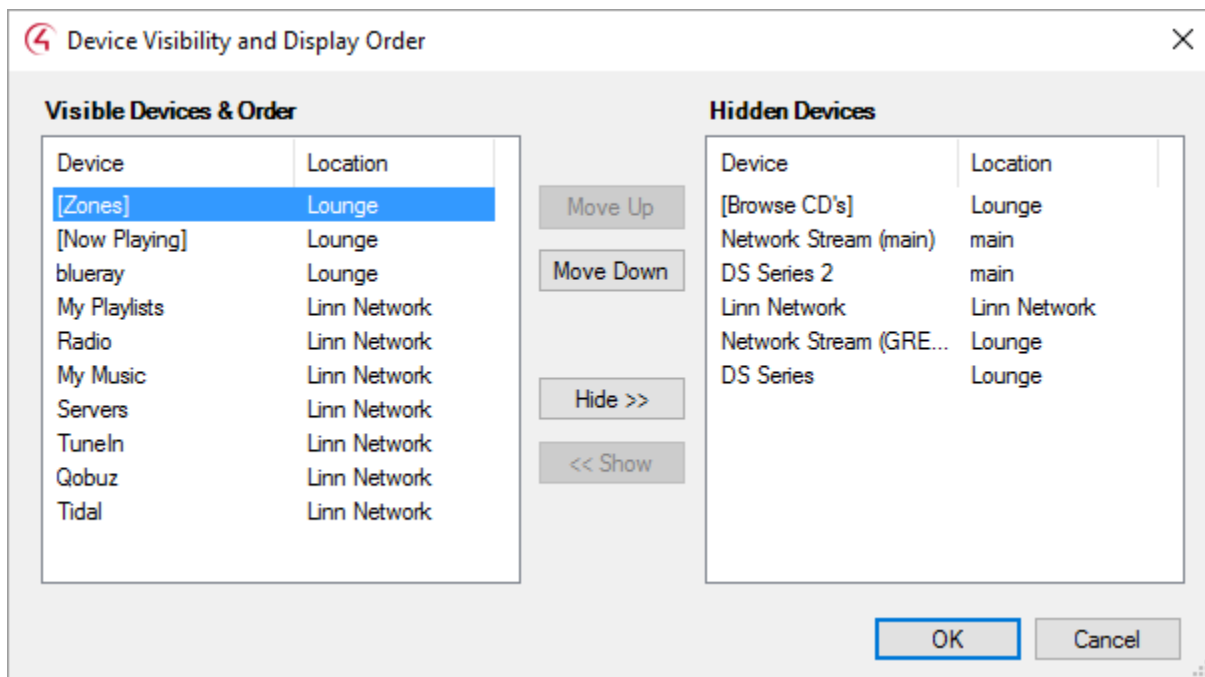 Device Visibility and Display Order
Visible Devices & Order
Device Location
[Zones] Lounge
[Now Playing] Lounge
blueray Lounge
My Playlists Linn Network
Radio Linn Network
My Music Linn Network
Servers Linn Network
TuneIn Linn Network
Qobuz Linn Network
Tidal Linn Network
Move Up
Move Down
Hide >>
<< Show
Hidden Devices
Device Location
[Browse CD's] Lounge
Network Stream (main) main
DS Series 2 main
Linn Network Linn Network
Network Stream (GRE... Lounge
DS Series Lounge
OK Cancel